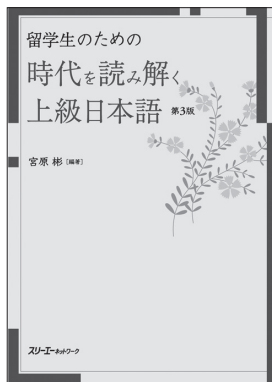 留学生のための
時代を読み解く
上級日本語 第3版
宮原 彬 [編著]
スリーエーネットワーク